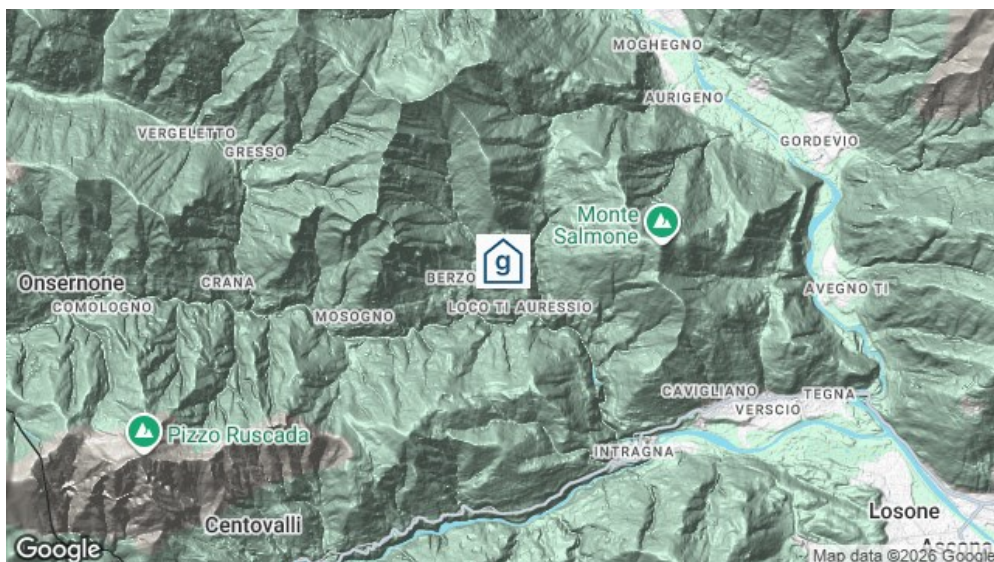 MOGHEGNO
AURIGENO
VERGELETTO
GORDEVIO
GRESSO
Monte
Salmone
g
BERZO
Onsernone
CRANA
AVEGNO TI
COMOLOGNO
LOCO TI AURESSIO
MOSOGNO
CAVIGLIANO
TEGNA
VERSCIO
Pizzo Ruscada
INTRAGNA
Losone
Centovalli
Ascona
Google
Map data ©2026 Google